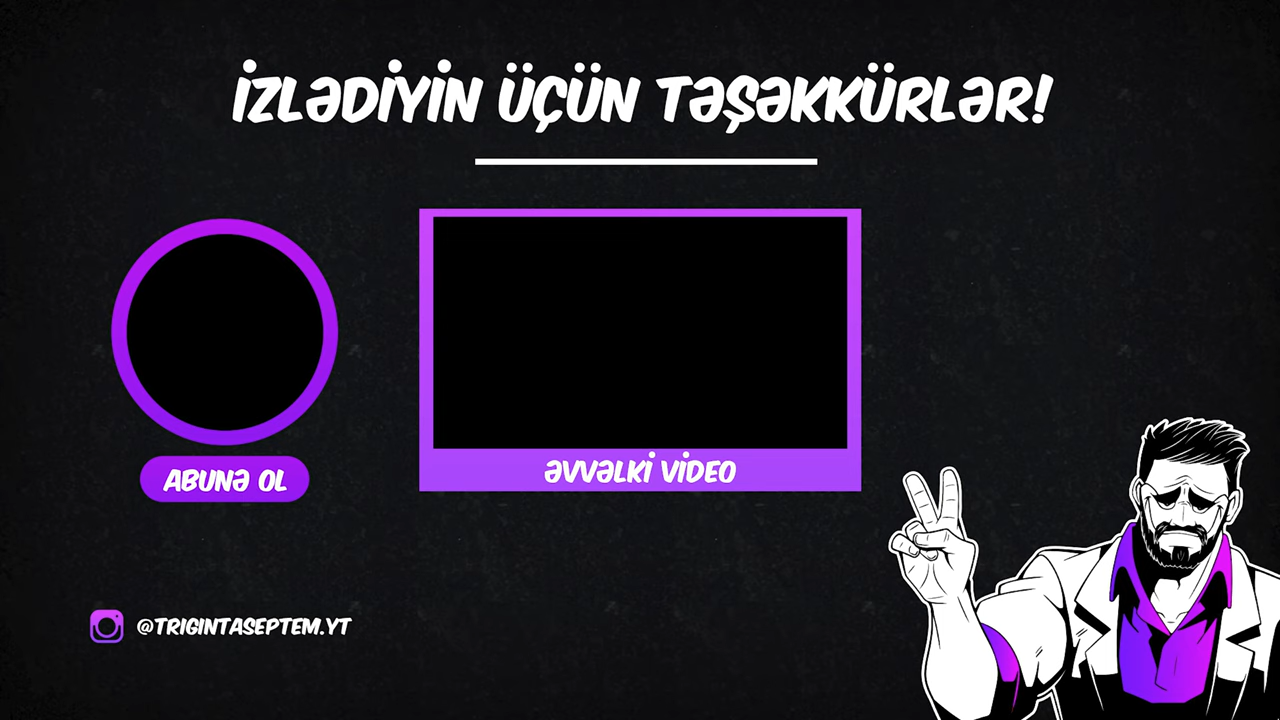 İZLƏDİYİN ÜÇÜN TƏŞƏKKÜRLƏR!
ABUNƏ OL
ƏVVƏLKİ VİDEO
@TRIGINTASEPTEM.YT